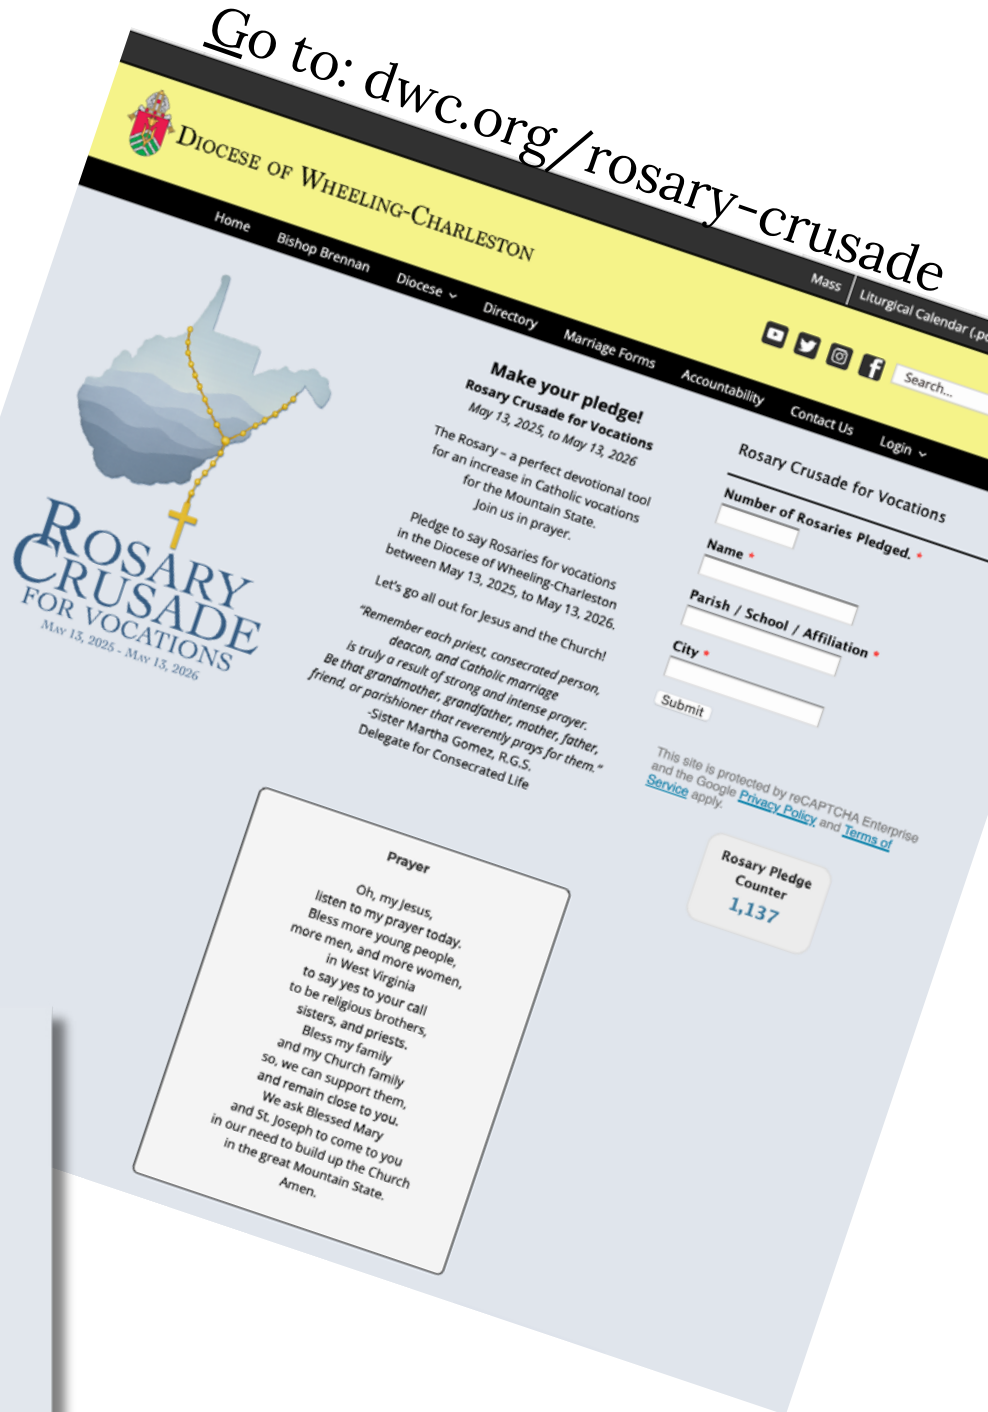 Go to: dwc.org/rosary-crusade
Mass | Liturgical Calendar (.pd
DIOCESE OF WHEELING-CHARLESTON
Search...
Home
Bishop Brennan
Diocese
Directory
Marriage Forms
Accountability
Contact Us
Login
ROSARY
CRUSADE
FOR VOCATIONS
MAY 13, 2025 - MAY 13, 2026
Make your pledge!
Rosary Crusade for Vocations
May 13, 2025, to May 13, 2026
The Rosary – a perfect devotional tool
for an increase in Catholic vocations
for the Mountain State.
Join us in prayer.
Pledge to say Rosaries for vocations
in the Diocese of Wheeling-Charleston
between May 13, 2025, to May 13, 2026.
Let's go all out for Jesus and the Church!
"Remember each priest, consecrated person,
deacon, and Catholic marriage
is truly a result of strong and intense prayer.
Be that grandmother, grandfather, mother, father,
friend, or parishioner that reverently prays for them."
-Sister Martha Gomez, R.G.S.
Delegate for Consecrated Life
Rosary Crusade for Vocations
Number of Rosaries Pledged. *
Name *
Parish / School / Affiliation *
City *
Submit
This site is protected by reCAPTCHA Enterprise
and the Google Privacy Policy and Terms of
Service apply.
Rosary Pledge
Counter
1,137
Prayer
Oh, my Jesus,
listen to my prayer today.
Bless more young people,
more men, and more women,
in West Virginia
to say yes to your call
to be religious brothers,
sisters, and priests.
Bless my family
and my Church family
so, we can support them,
and remain close to you.
We ask Blessed Mary
and St. Joseph to come to you
in our need to build up the Church
in the great Mountain State.
Amen.